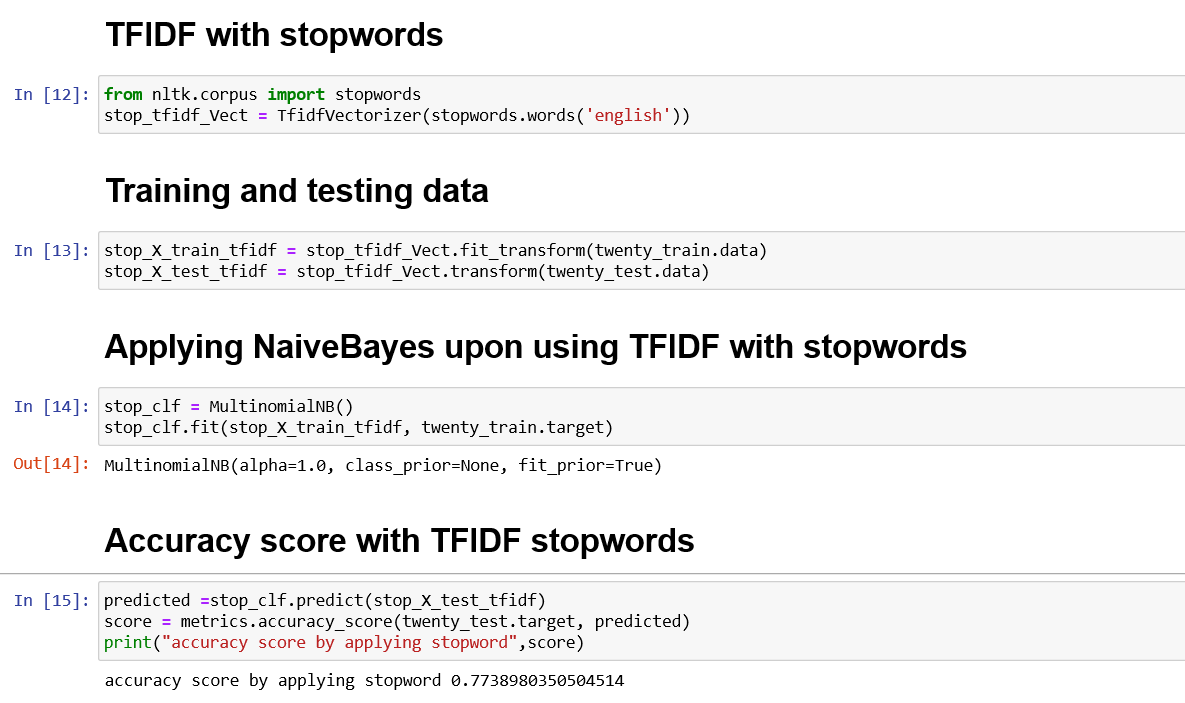 TFIDF with stopwords
In [12]: from nltk.corpus import stopwords
stop_tfidf_Vect = TfidfVectorizer(stopwords.words('english'))
Training and testing data
In [13]: stop_X_train_tfidf = stop_tfidf_Vect.fit_transform(twenty_train.data)
stop_X_test_tfidf = stop_tfidf_Vect.transform(twenty_test.data)
Applying NaiveBayes upon using TFIDF with stopwords
In [14]: stop_clf = MultinomialNB()
stop_clf.fit(stop_X_train_tfidf, twenty_train.target)
Out[14]: MultinomialNB(alpha=1.0, class_prior=None, fit_prior=True)
Accuracy score with TFIDF stopwords
In [15]: predicted =stop_clf.predict(stop_X_test_tfidf)
score = metrics.accuracy_score(twenty_test.target, predicted)
print("accuracy score by applying stopword",score)
accuracy score by applying stopword 0.7738980350504514